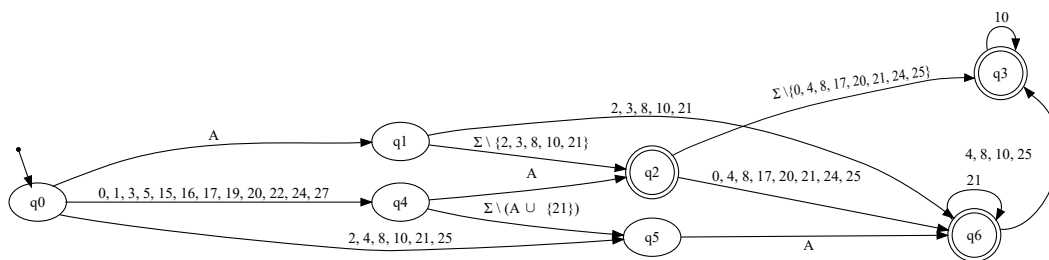 10
q3
Σ \{0, 4, 8, 17, 20, 21, 24, 25}
2, 3, 8, 10, 21
A
q1
Σ \ {2, 3, 8, 10, 21}
4, 8, 10, 25
A
q2
0, 4, 8, 17, 20, 21, 24, 25
21
q0
0, 1, 3, 5, 15, 16, 17, 19, 20, 22, 24, 27
q4
Σ \ (A ∪ {21})
2, 4, 8, 10, 21, 25
q5
A
q6